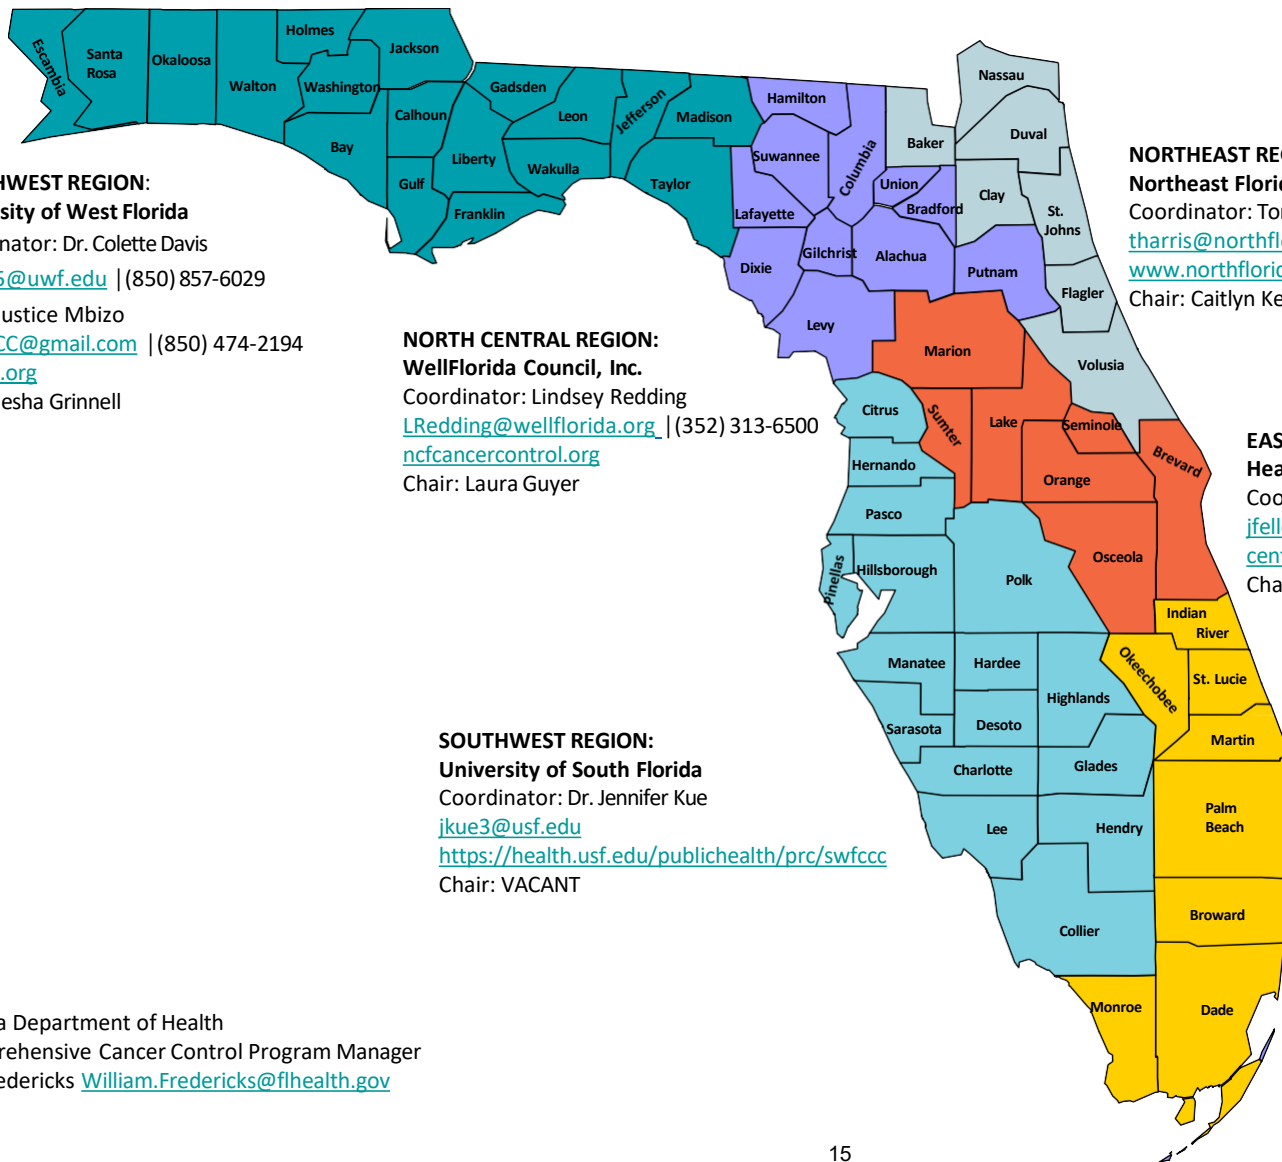 Escambia
Santa
Rosa
Okaloosa
Walton
Holmes
Washington
Jackson
Bay
Calhoun
Gulf
Liberty
Franklin
Gadsden
Leon
Wakulla
Jefferson
Madison
Taylor
Hamilton
Suwannee
Lafayette
Columbia
Dixie
Gilchrist
Union
Bradford
Alachua
Levy
Putnam
Baker
Nassau
Duval
Clay
St.
Johns
Flagler
Volusia
Marion
Sumter
Lake
Seminole
Orange
Osceola
Brevard
Citrus
Hernando
Pasco
Pinellas
Hillsborough
Polk
Manatee
Hardee
Highlands
Sarasota
Desoto
Charlotte
Glades
Lee
Hendry
Collier
Indian
River
Okeechobee
St. Lucie
Martin
Palm
Beach
Broward
Monroe
Dade
HWEST REGION:
sity of West Florida
nator: Dr. Colette Davis
5@uwf.edu |(850) 857-6029
ustice Mbizo
CC@gmail.com |(850) 474-2194
.org
esha Grinnell
NORTH CENTRAL REGION:
WellFlorida Council, Inc.
Coordinator: Lindsey Redding
LRedding@wellflorida.org |(352) 313-6500
ncfcancercontrol.org
Chair: Laura Guyer
NORTHEAST REG
Northeast Florid
Coordinator: Ton
tharris@northflo
www.northflorid
Chair: Caitlyn Ke
EAS
Hea
Coo
jfell
cent
Cha
SOUTHWEST REGION:
University of South Florida
Coordinator: Dr. Jennifer Kue
jkue3@usf.edu
https://health.usf.edu/publichealth/prc/swfccc
Chair: VACANT
a Department of Health
rehensive Cancer Control Program Manager
edericks William.Fredericks@flhealth.gov
15